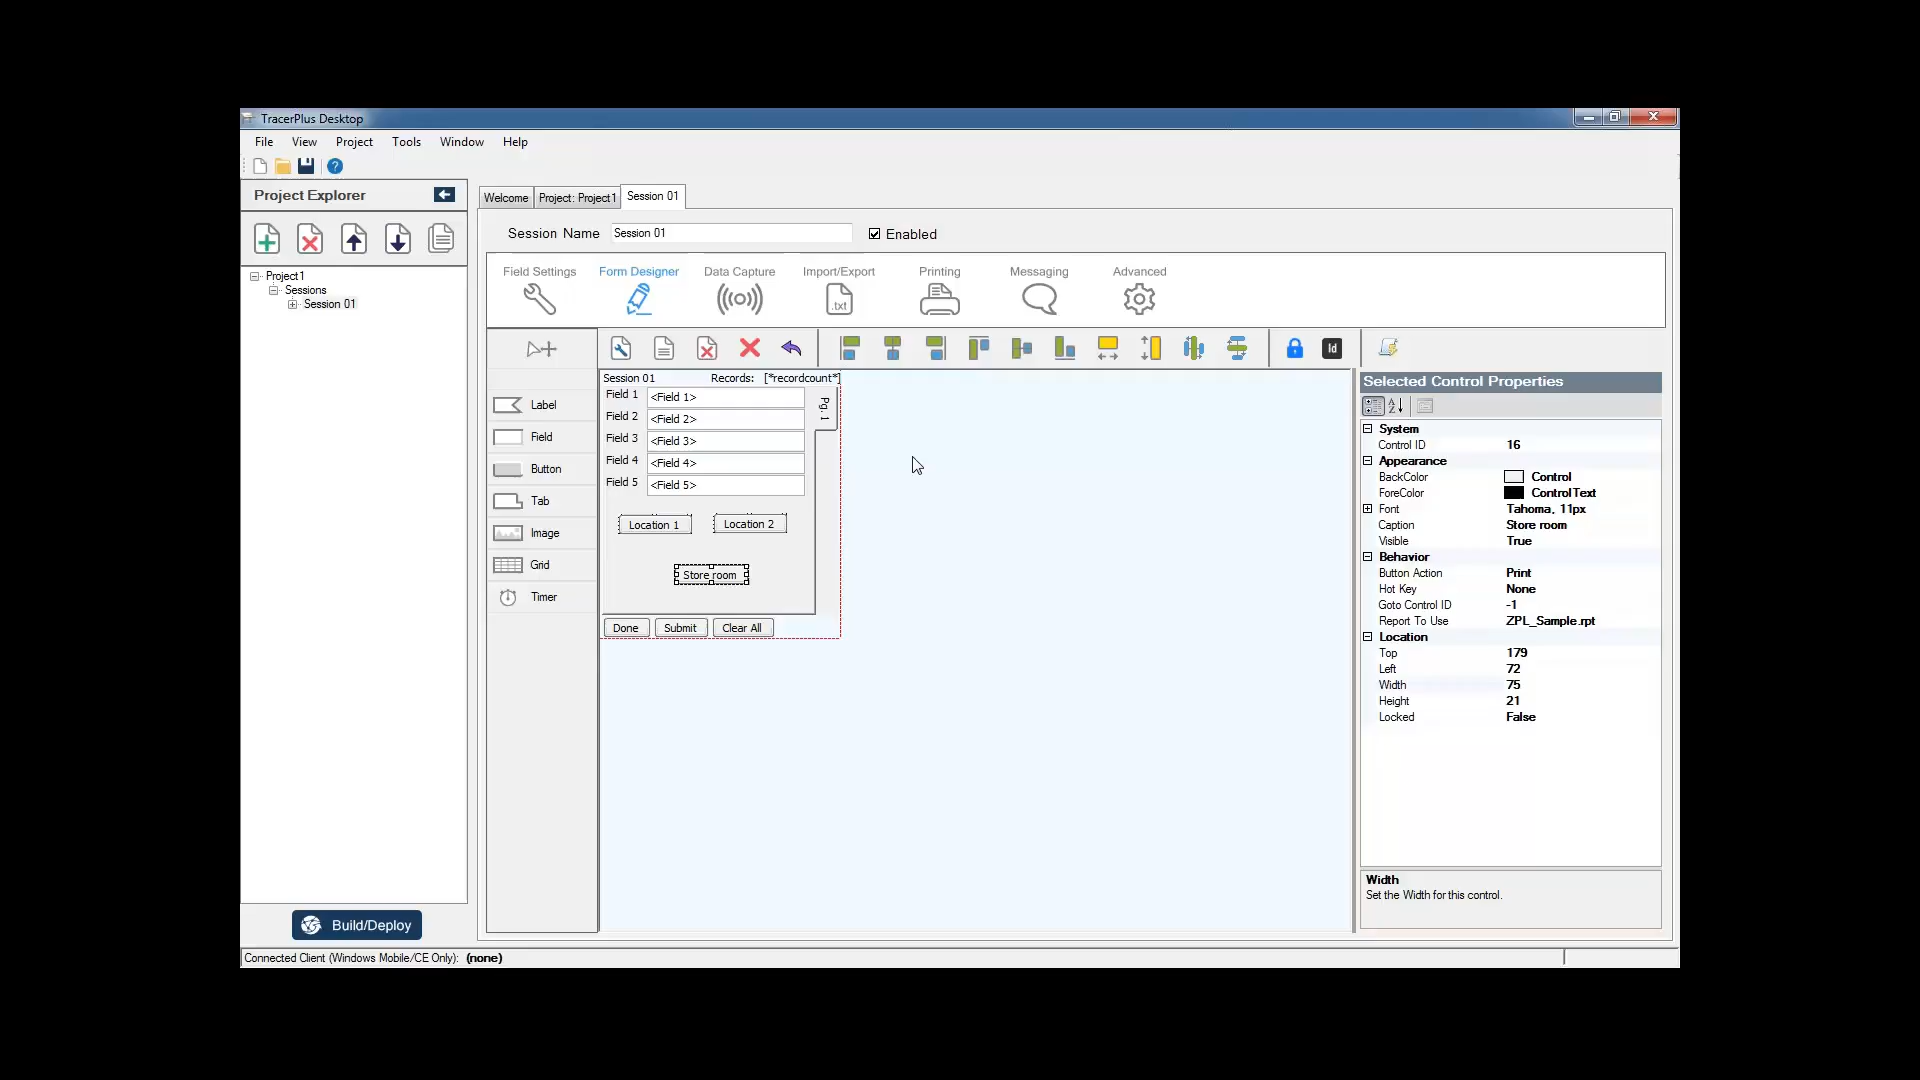 TracerPlus Desktop
File View Project Tools Window Help
Project Explorer
Welcome Project: Project1 Session 01
Session Name Session 01 Enabled
Field Settings Form Designer Data Capture Import/Export Printing Messaging Advanced
.txt
Project1
Sessions
Session 01
Id
Label
Field
Button
Tab
Image
Grid
Timer
Session 01 Records: [*recordcount*]
Field 1 <Field 1>
Pg. 1
Field 2 <Field 2>
Field 3 <Field 3>
Field 4 <Field 4>
Field 5 <Field 5>
Location 1 Location 2
Store room
Done Submit Clear All
Selected Control Properties
System
Control ID 16
Appearance
BackColor Control
ForeColor ControlText
Font Tahoma, 11px
Caption Store room
Visible True
Behavior
Button Action Print
Hot Key None
Goto Control ID -1
Report To Use ZPL_Sample.rpt
Location
Top 179
Left 72
Width 75
Height 21
Locked False
Width
Set the Width for this control.
Build/Deploy
Connected Client (Windows Mobile/CE Only): (none)